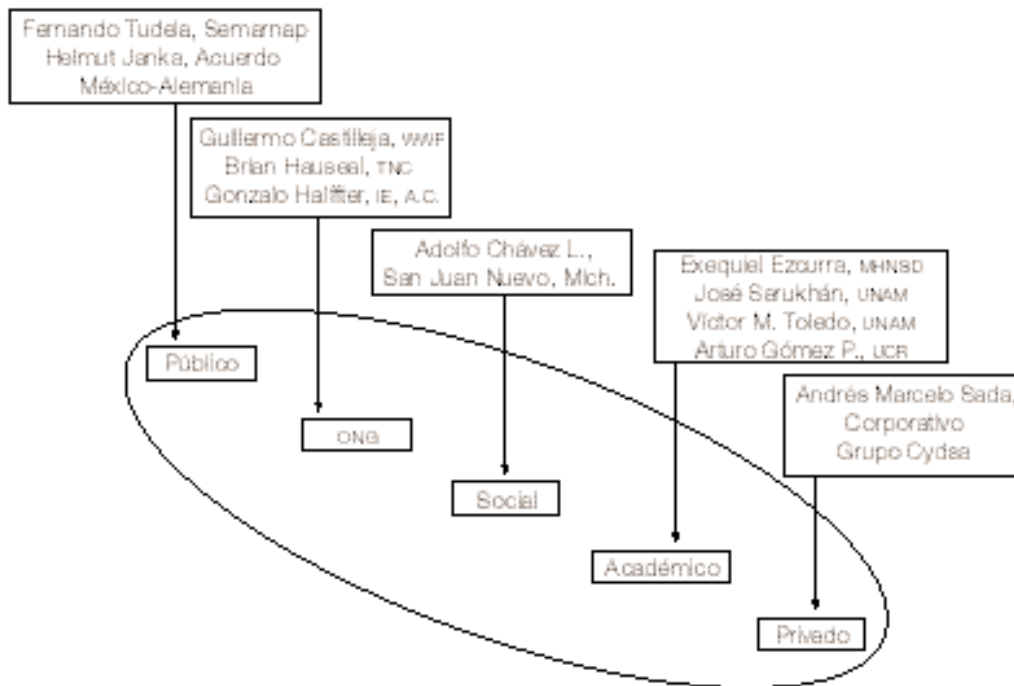 Fernando Tudela, Semarnap
Helmut Janka, Acuerdo
México-Alemania
Guillermo Castilleja, WWF
Brian Hauseal, TNC
Gonzalo Halffter, IE, A.C.
Adolfo Chávez L.,
San Juan Nuevo, Mich.
Exequiel Ezcurra, MHNSD
José Sarukhán, UNAM
Víctor M. Toledo, UNAM
Arturo Gómez P., UCR
Andrés Marcelo Sada,
Corporativo
Grupo Cydsa
Público
ONG
Social
Académico
Privado